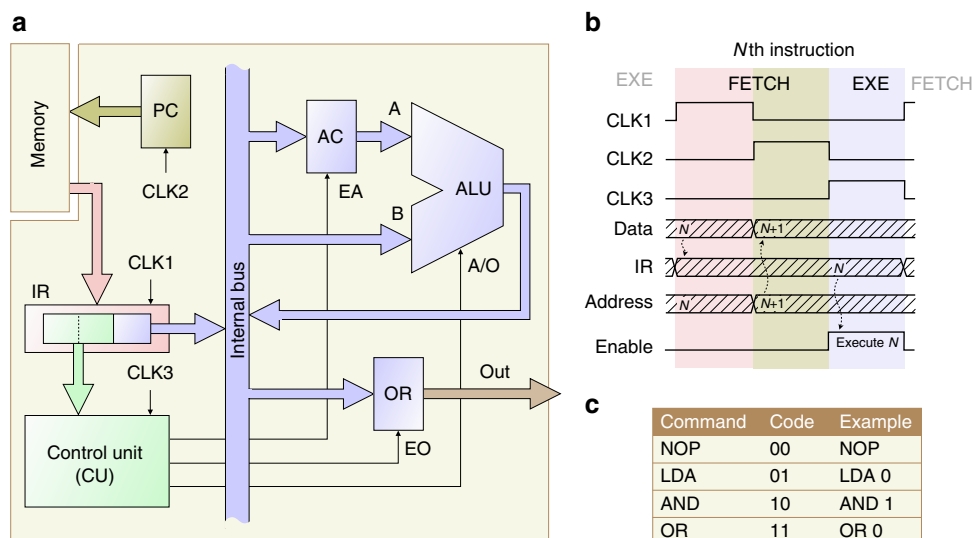 a
Memory
PC
CLK2
AC
EA
A
B
ALU
A/O
CLK1
IR
CLK3
Internal bus
Control unit
(CU)
OR
EO
Out
b
Nth instruction
EXE FETCH EXE FETCH
CLK1
CLK2
CLK3
Data N N+1
IR N
Address N N+1
Enable Execute N
c
Command Code Example
NOP 00 NOP
LDA 01 LDA 0
AND 10 AND 1
OR 11 OR 0